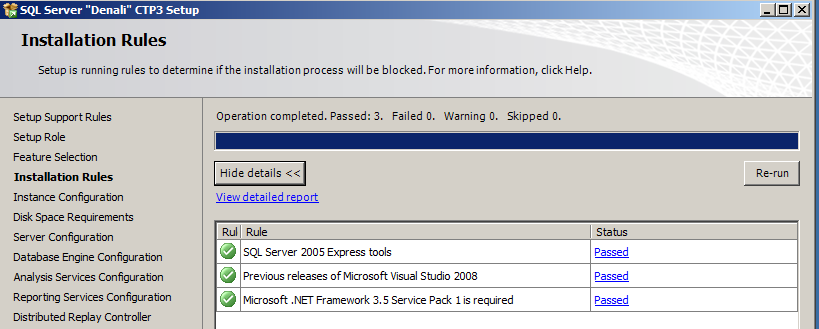 SQL Server "Denali" CTP3 Setup
Installation Rules
Setup is running rules to determine if the installation process will be blocked. For more information, click Help.
Setup Support Rules
Setup Role
Feature Selection
Installation Rules
Instance Configuration
Disk Space Requirements
Server Configuration
Database Engine Configuration
Analysis Services Configuration
Reporting Services Configuration
Distributed Replay Controller
Operation completed. Passed: 3. Failed 0. Warning 0. Skipped 0.
Hide details <<
Re-run
View detailed report
Rul Rule Status
SQL Server 2005 Express tools Passed
Previous releases of Microsoft Visual Studio 2008 Passed
Microsoft .NET Framework 3.5 Service Pack 1 is required Passed